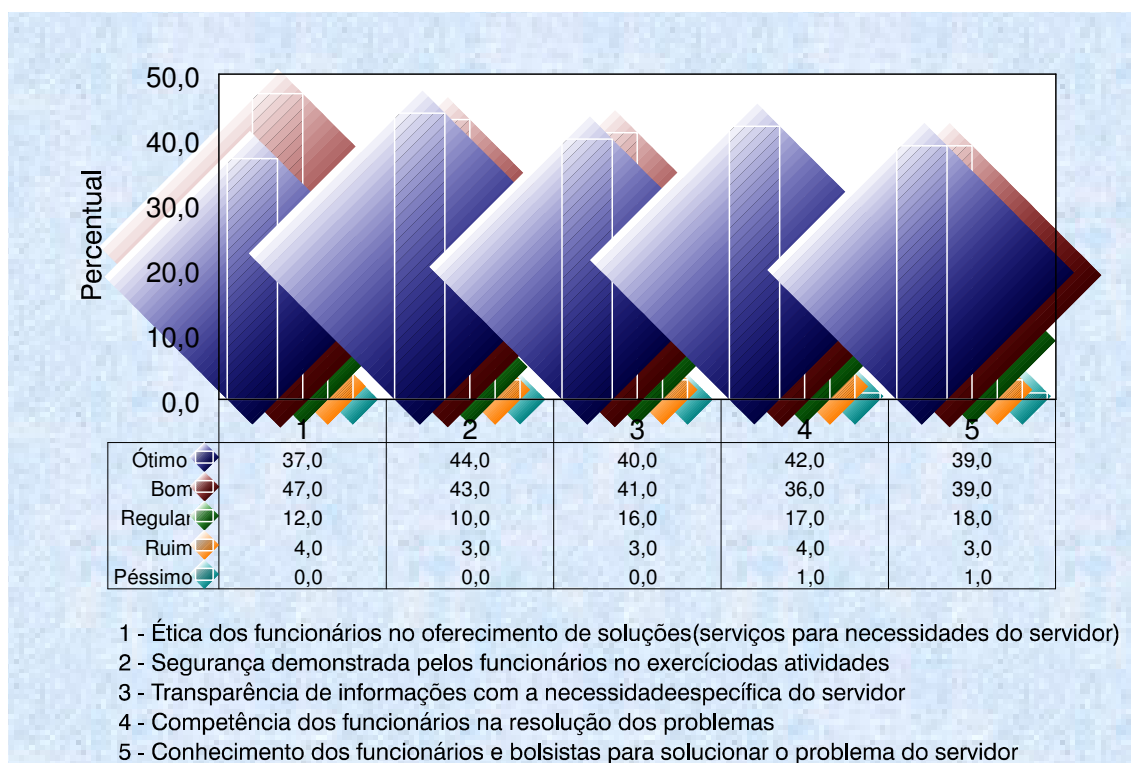 50,0
40,0
30,0
20,0
10,0
0,0
Percentual
1 2 3 4 5
Ótimo 37,0 44,0 40,0 42,0 39,0
Bom 47,0 43,0 41,0 36,0 39,0
Regular 12,0 10,0 16,0 17,0 18,0
Ruim 4,0 3,0 3,0 4,0 3,0
Péssimo 0,0 0,0 0,0 1,0 1,0
1 - Ética dos funcionários no oferecimento de soluções(serviços para necessidades do servidor)
2 - Segurança demonstrada pelos funcionários no exercíciodas atividades
3 - Transparência de informações com a necessidadeespecífica do servidor
4 - Competência dos funcionários na resolução dos problemas
5 - Conhecimento dos funcionários e bolsistas para solucionar o problema do servidor